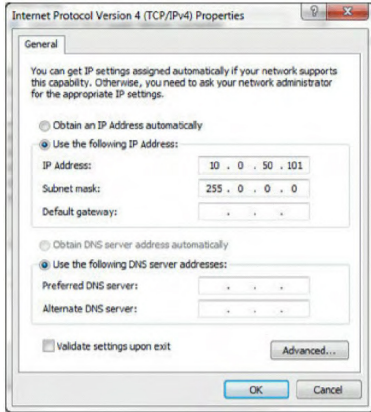 Internet Protocol Version 4 (TCP/IPv4) Properties
General
You can get IP settings assigned automatically if your network supports
this capability. Otherwise, you need to ask your network administrator
for the appropriate IP settings.
Obtain an IP Address automatically
Use the following IP Address:
IP Address: 10 . 0 . 50 . 101
Subnet mask: 255 . 0 . 0 . 0
Default gateway: . . .
Obtain DNS server address automatically
Use the following DNS server addresses:
Preferred DNS server: . . .
Alternate DNS server: . . .
Validate settings upon exit
Advanced...
OK Cancel